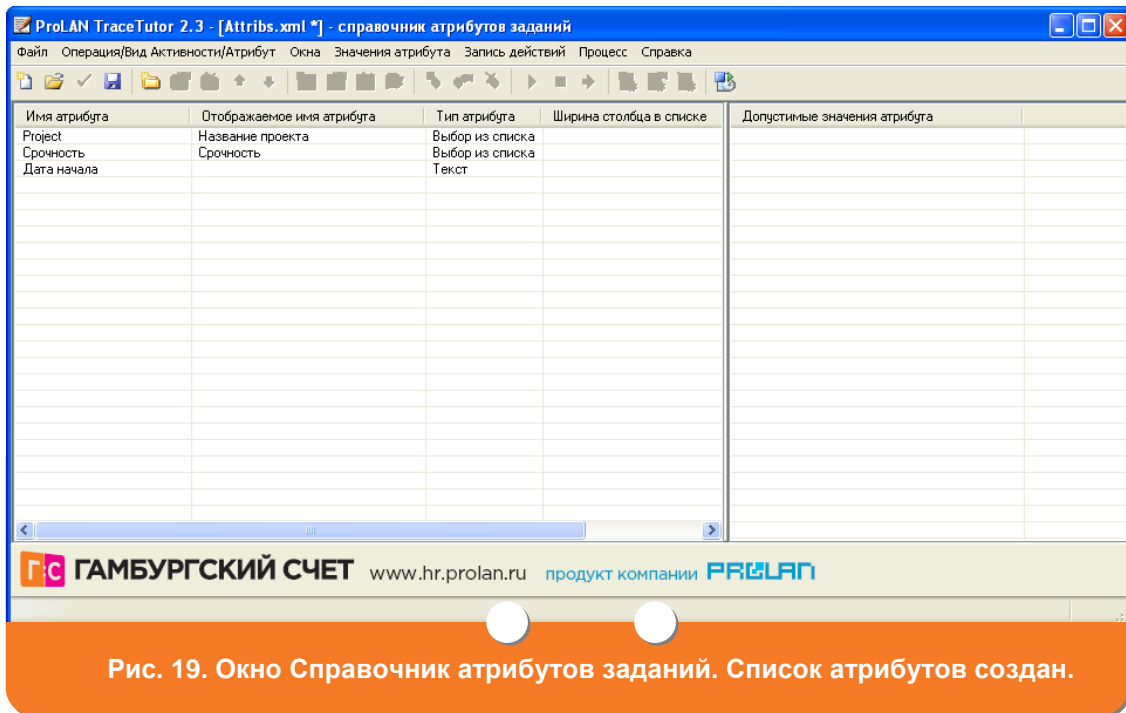 ProLAN TraceTutor 2.3 - [Attribs.xml *] - справочник атрибутов заданий
Файл Операция/Вид Активности/Атрибут Окна Значения атрибута Запись действий Процесс Справка
Имя атрибута Отображаемое имя атрибута Тип атрибута Ширина столбца в списке Допустимые значения атрибута
Project Название проекта Выбор из списка
Срочность Срочность Выбор из списка
Дата начала Текст
Г:С ГАМБУРГСКИЙ СЧЕТ www.hr.prolan.ru продукт компании PROLAN
Рис. 19. Окно Справочник атрибутов заданий. Список атрибутов создан.